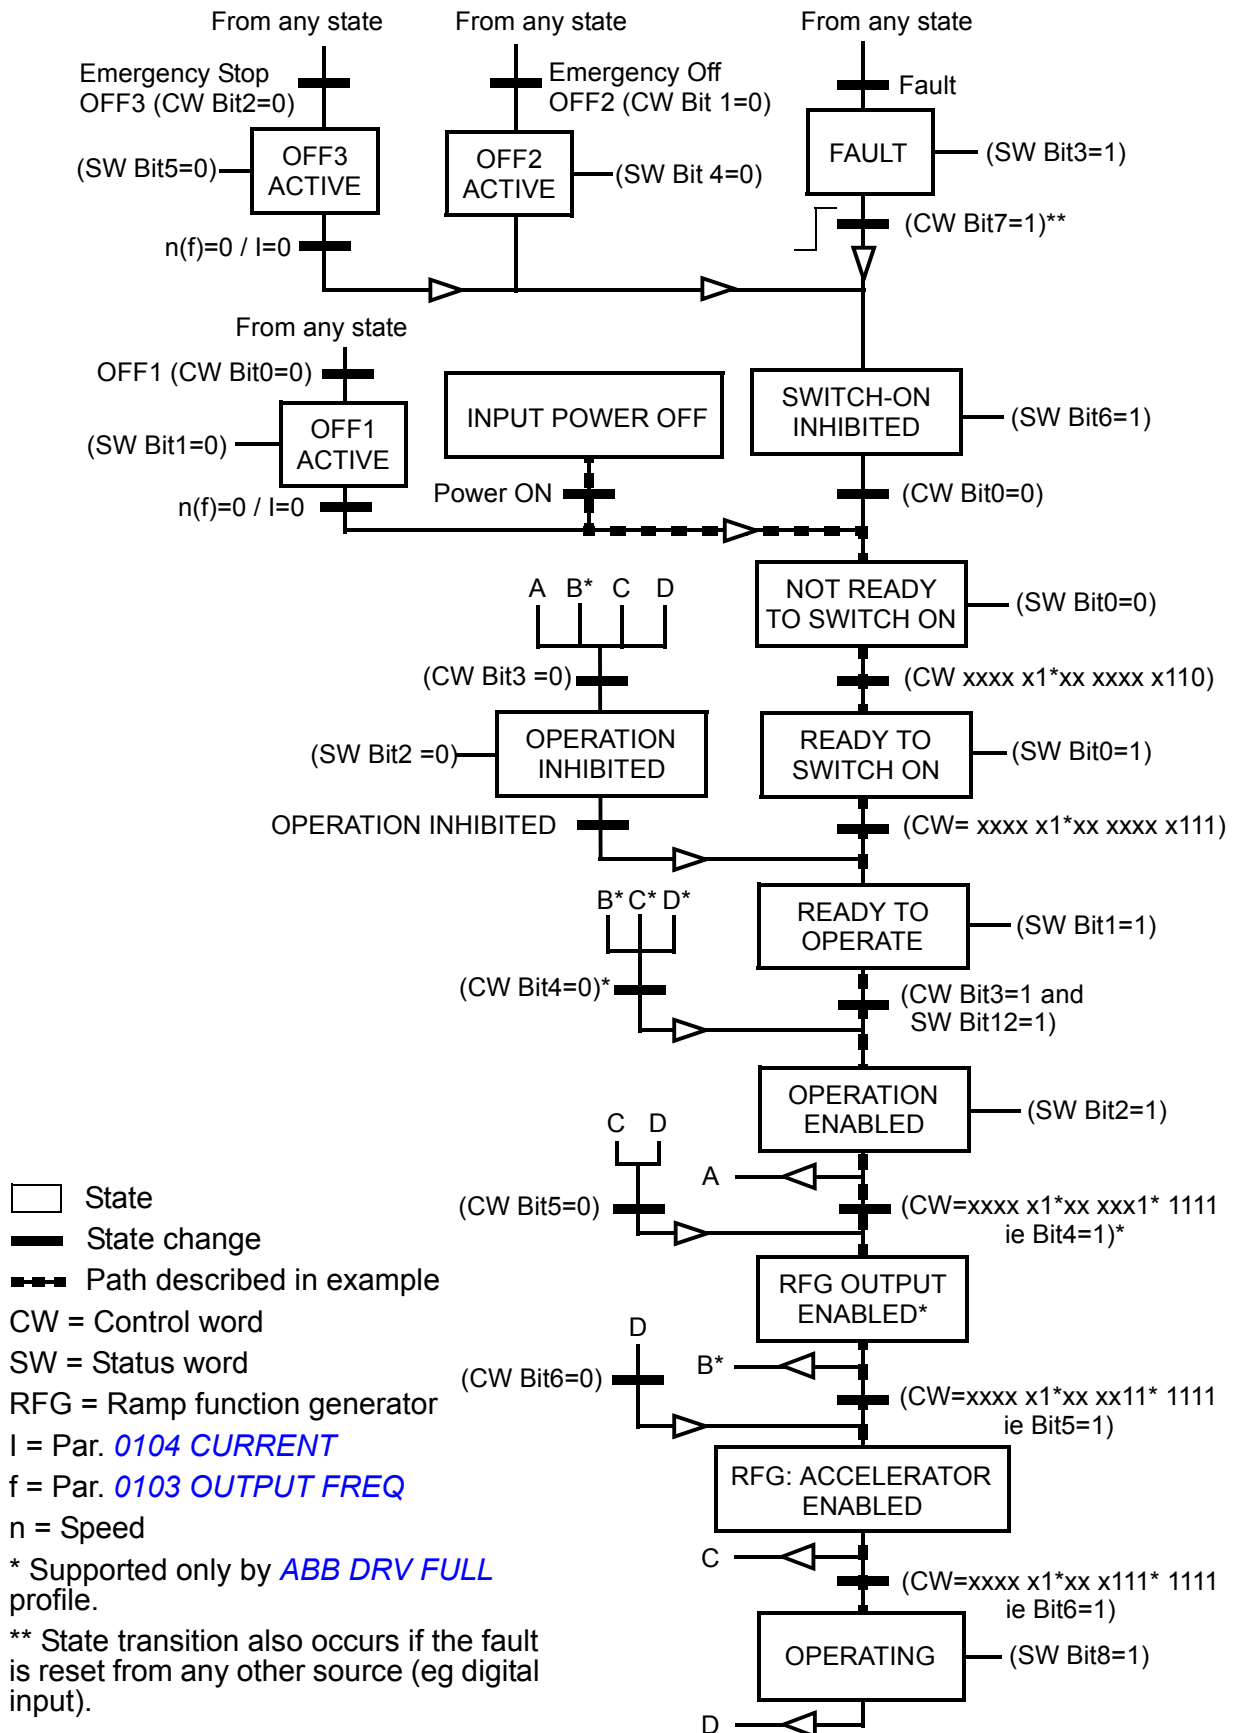 From any state
From any state
From any state
Emergency Stop
OFF3 (CW Bit2=0)
Emergency Off
OFF2 (CW Bit 1=0)
Fault
OFF3
ACTIVE
(SW Bit5=0)
OFF2
ACTIVE
(SW Bit 4=0)
FAULT
(SW Bit3=1)
n(f)=0 / I=0
(CW Bit7=1)**
From any state
OFF1 (CW Bit0=0)
OFF1
ACTIVE
(SW Bit1=0)
INPUT POWER OFF
SWITCH-ON
INHIBITED
(SW Bit6=1)
n(f)=0 / I=0
Power ON
(CW Bit0=0)
A B* C D
NOT READY
TO SWITCH ON
(SW Bit0=0)
(CW Bit3 =0)
(CW xxxx x1*xx xxxx x110)
(SW Bit2 =0)
OPERATION
INHIBITED
READY TO
SWITCH ON
(SW Bit0=1)
OPERATION INHIBITED
(CW= xxxx x1*xx xxxx x111)
B* C* D*
READY TO
OPERATE
(SW Bit1=1)
(CW Bit4=0)*
(CW Bit3=1 and
SW Bit12=1)
OPERATION
ENABLED
(SW Bit2=1)
C D
A
(CW Bit5=0)
(CW=xxxx x1*xx xxx1* 1111
ie Bit4=1)*
RFG OUTPUT
ENABLED*
D
B*
(CW Bit6=0)
(CW=xxxx x1*xx xx11* 1111
ie Bit5=1)
RFG: ACCELERATOR
ENABLED
C
(CW=xxxx x1*xx x111* 1111
ie Bit6=1)
OPERATING
(SW Bit8=1)
D
State
State change
Path described in example
CW = Control word
SW = Status word
RFG = Ramp function generator
I = Par. 0104 CURRENT
f = Par. 0103 OUTPUT FREQ
n = Speed
* Supported only by ABB DRV FULL
profile.
** State transition also occurs if the fault
is reset from any other source (eg digital
input).